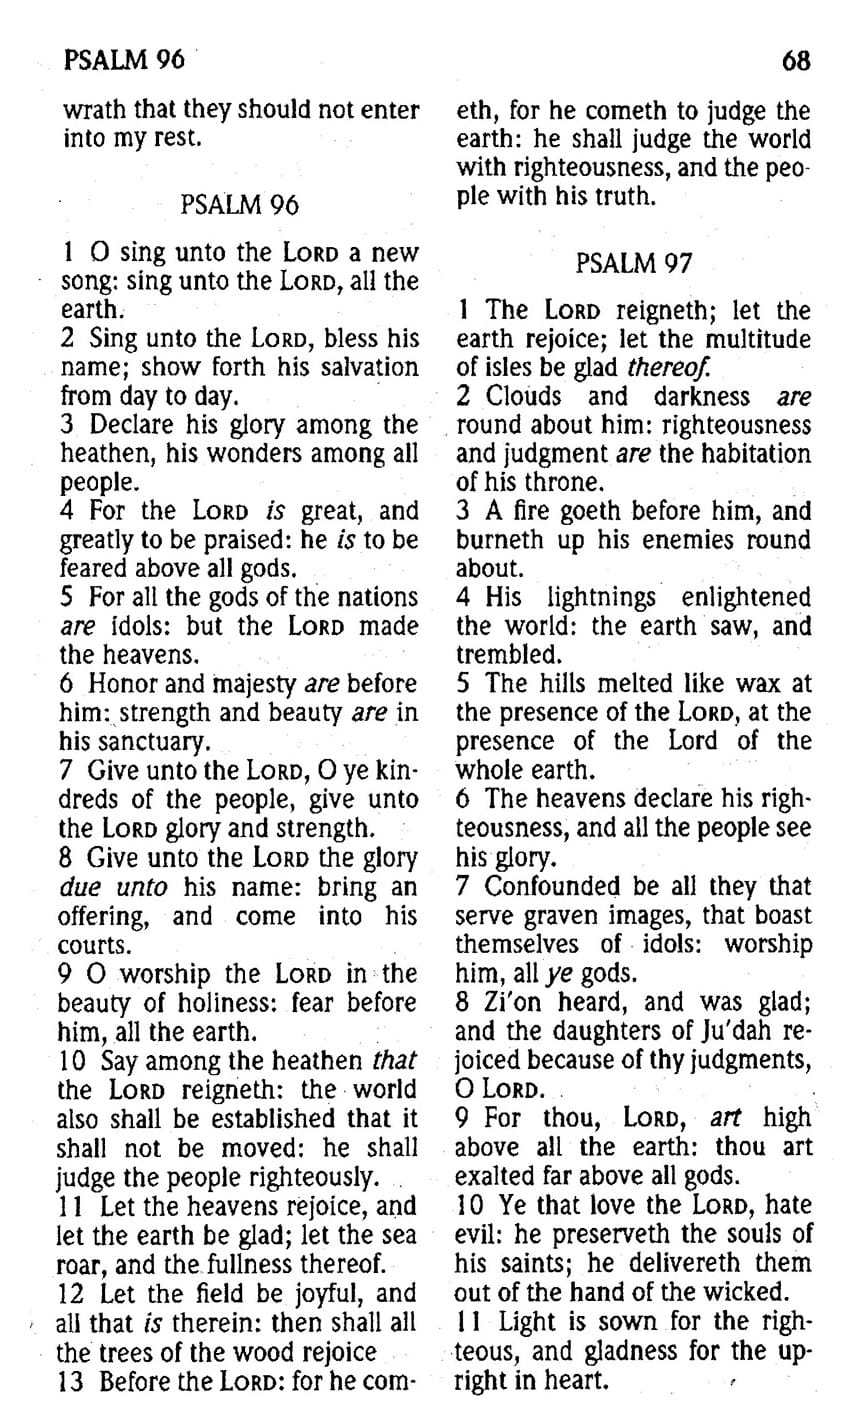 PSALM 96
68
wrath that they should not enter
into my rest.
PSALM 96
1 O sing unto the LORD a new
song: sing unto the LORD, all the
earth.
2 Sing unto the LORD, bless his
name; show forth his salvation
from day to day.
3 Declare his glory among the
heathen, his wonders among all
people.
4 For the LORD is great, and
greatly to be praised: he is to be
feared above all gods.
5 For all the gods of the nations
are idols: but the LORD made
the heavens.
6 Honor and majesty are before
him: strength and beauty are in
his sanctuary.
7 Give unto the LORD, O ye kin-
dreds of the people, give unto
the LORD glory and strength.
8 Give unto the LORD the glory
due unto his name: bring an
offering, and come into his
courts.
9 O worship the LORD in the
beauty of holiness: fear before
him, all the earth.
10 Say among the heathen that
the LORD reigneth: the world
also shall be established that it
shall not be moved: he shall
judge the people righteously.
11 Let the heavens rejoice, and
let the earth be glad; let the sea
roar, and the fullness thereof.
12 Let the field be joyful, and
all that is therein: then shall all
the trees of the wood rejoice
13 Before the LORD: for he com-
eth, for he cometh to judge the
earth: he shall judge the world
with righteousness, and the peo-
ple with his truth.
PSALM 97
1 The LORD reigneth; let the
earth rejoice; let the multitude
of isles be glad thereof.
2 Clouds and darkness are
round about him: righteousness
and judgment are the habitation
of his throne.
3 A fire goeth before him, and
burneth up his enemies round
about.
4 His lightnings enlightened
the world: the earth saw, and
trembled.
5 The hills melted like wax at
the presence of the LORD, at the
presence of the Lord of the
whole earth.
6 The heavens declare his righ-
teousness, and all the people see
his glory.
7 Confounded be all they that
serve graven images, that boast
themselves of idols: worship
him, all ye gods.
8 Zi'on heard, and was glad;
and the daughters of Ju'dah re-
joiced because of thy judgments,
O LORD.
9 For thou, LORD, art high
above all the earth: thou art
exalted far above all gods.
10 Ye that love the LORD, hate
evil: he preserveth the souls of
his saints; he delivereth them
out of the hand of the wicked.
11 Light is sown for the righ-
teous, and gladness for the up-
right in heart.